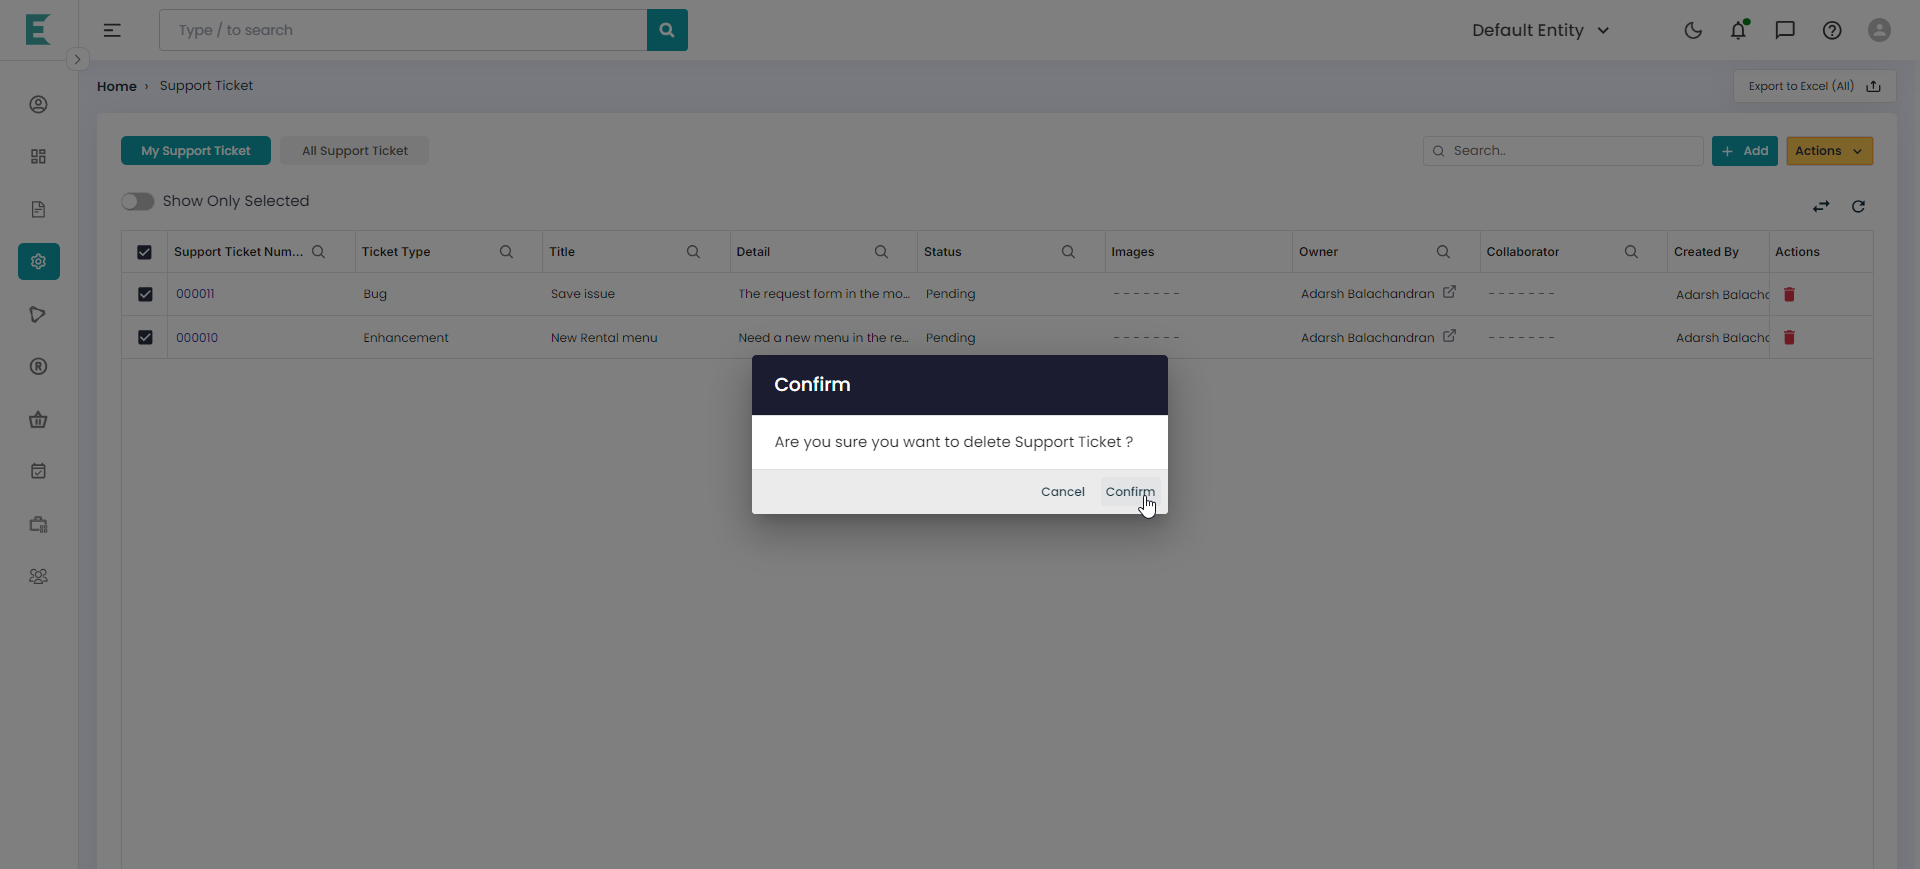 Type / to search
Default Entity
Home › Support Ticket
Export to Excel (All)
My Support Ticket
All Support Ticket
Search..
+ Add
Actions
Show Only Selected
Support Ticket Num... Ticket Type Title Detail Status Images Owner Collaborator Created By Actions
000011 Bug Save issue The request form in the mo... Pending ------- Adarsh Balachandran ------- Adarsh Balachc
000010 Enhancement New Rental menu Need a new menu in the re... Pending ------- Adarsh Balachandran ------- Adarsh Balachc
Confirm
Are you sure you want to delete Support Ticket ?
Cancel Confirm